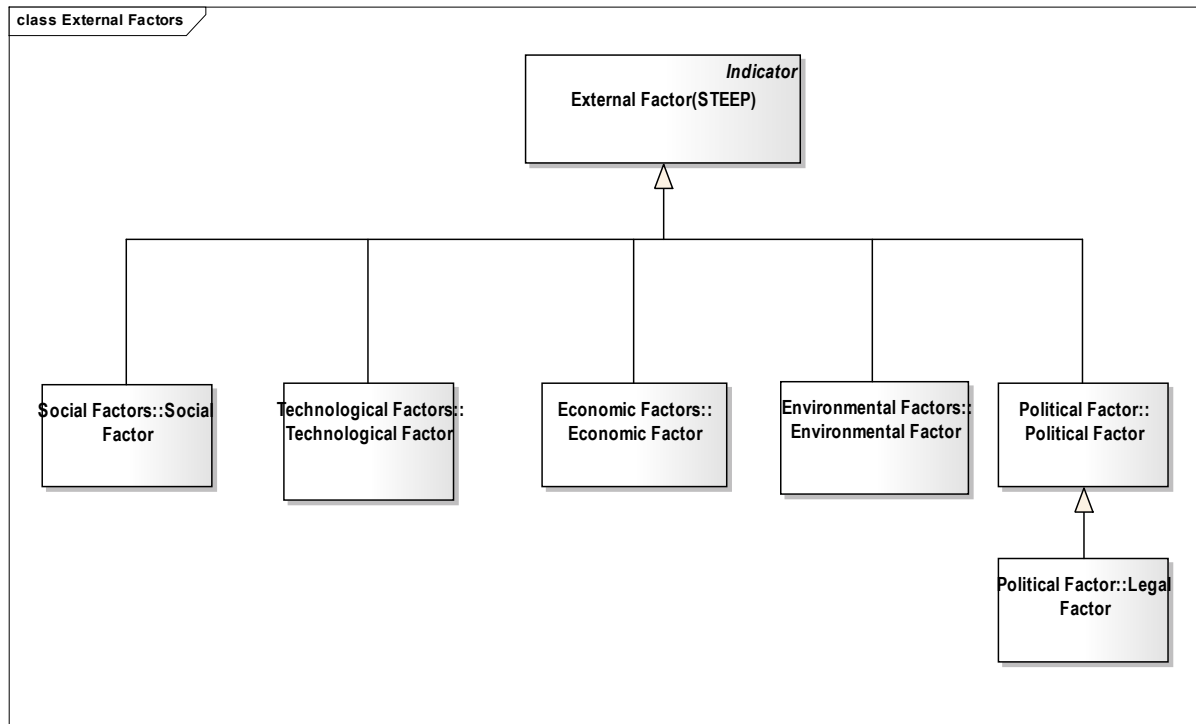 class External Factors
Indicator
External Factor(STEEP)
Social Factors::Social
Factor
Technological Factors::
Technological Factor
Economic Factors::
Economic Factor
Environmental Factors::
Environmental Factor
Political Factor::
Political Factor
Political Factor::Legal
Factor